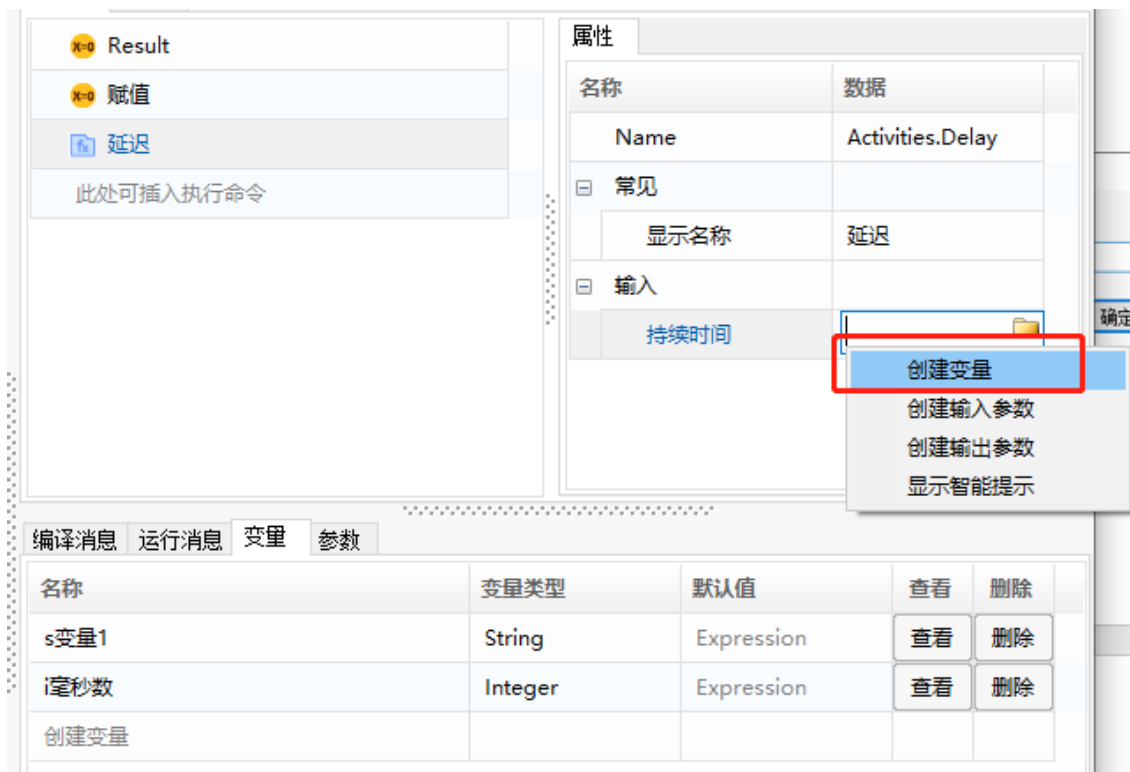 Result
赋值
延迟
此处可插入执行命令
属性
名称 数据
Name Activities.Delay
常见
显示名称 延迟
输入
持续时间
确定
创建变量
创建输入参数
创建输出参数
显示智能提示
编译消息 运行消息 变量 参数
名称 变量类型 默认值 查看 删除
s变量1 String Expression 查看 删除
i毫秒数 Integer Expression 查看 删除
创建变量